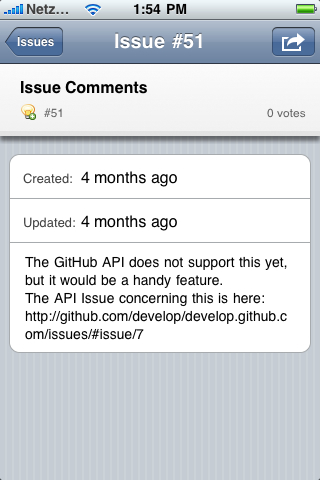 Netz... 1:54 PM
Issues Issue #51
Issue Comments
#51 0 votes
Created: 4 months ago
Updated: 4 months ago
The GitHub API does not support this yet,
but it would be a handy feature.
The API Issue concerning this is here:
http://github.com/develop/develop.github.c
om/issues/#issue/7